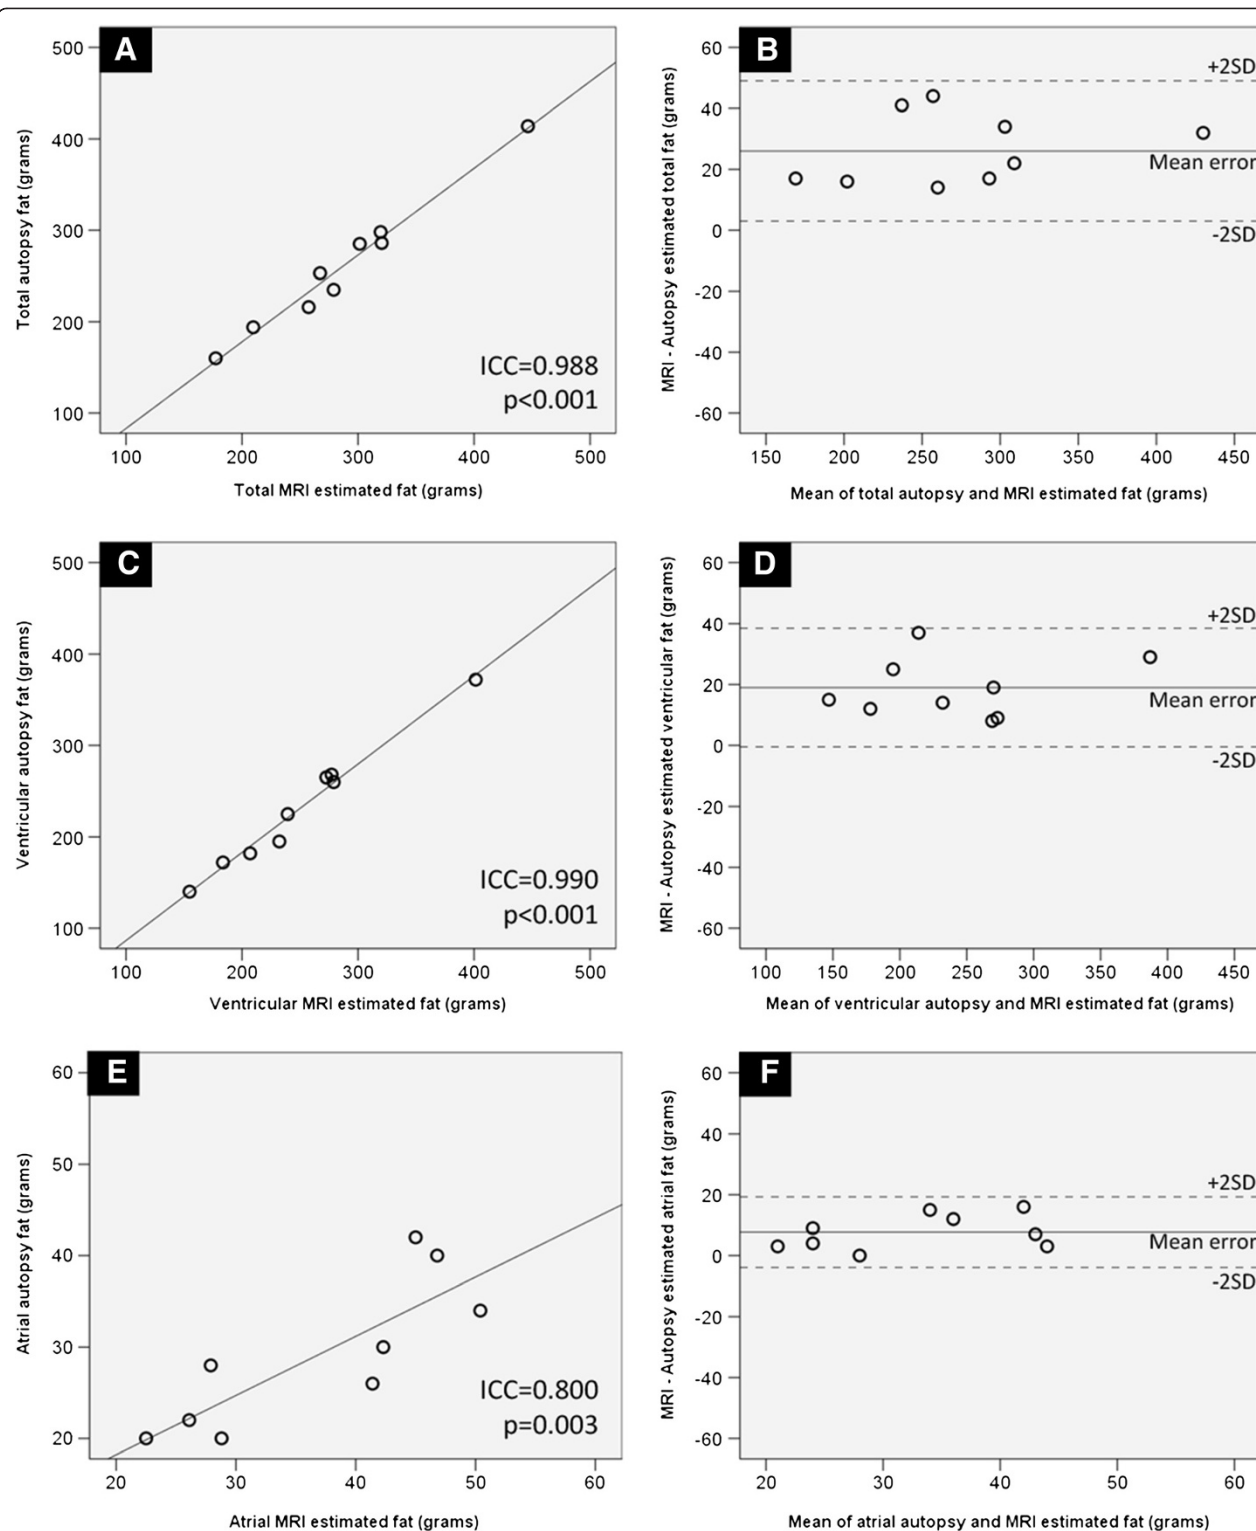 A
500
400
300
200
100
Total autopsy fat (grams)
ICC=0.988
p<0.001
100 200 300 400 500
Total MRI estimated fat (grams)
B
60
40
20
0
-20
-40
-60
MRI - Autopsy estimated total fat (grams)
+2SD
Mean error
-2SD
150 200 250 300 350 400 450
Mean of total autopsy and MRI estimated fat (grams)
C
500
400
300
200
100
Ventricular autopsy fat (grams)
ICC=0.990
p<0.001
100 200 300 400 500
Ventricular MRI estimated fat (grams)
D
60
40
20
0
-20
-40
-60
MRI - Autopsy estimated ventricular fat (grams)
+2SD
Mean error
-2SD
100 150 200 250 300 350 400 450
Mean of ventricular autopsy and MRI estimated fat (grams)
E
60
50
40
30
20
Atrial autopsy fat (grams)
ICC=0.800
p=0.003
20 30 40 50 60
Atrial MRI estimated fat (grams)
F
60
40
20
0
-20
-40
-60
MRI - Autopsy estimated atrial fat (grams)
+2SD
Mean error
-2SD
20 30 40 50 60
Mean of atrial autopsy and MRI estimated fat (grams)